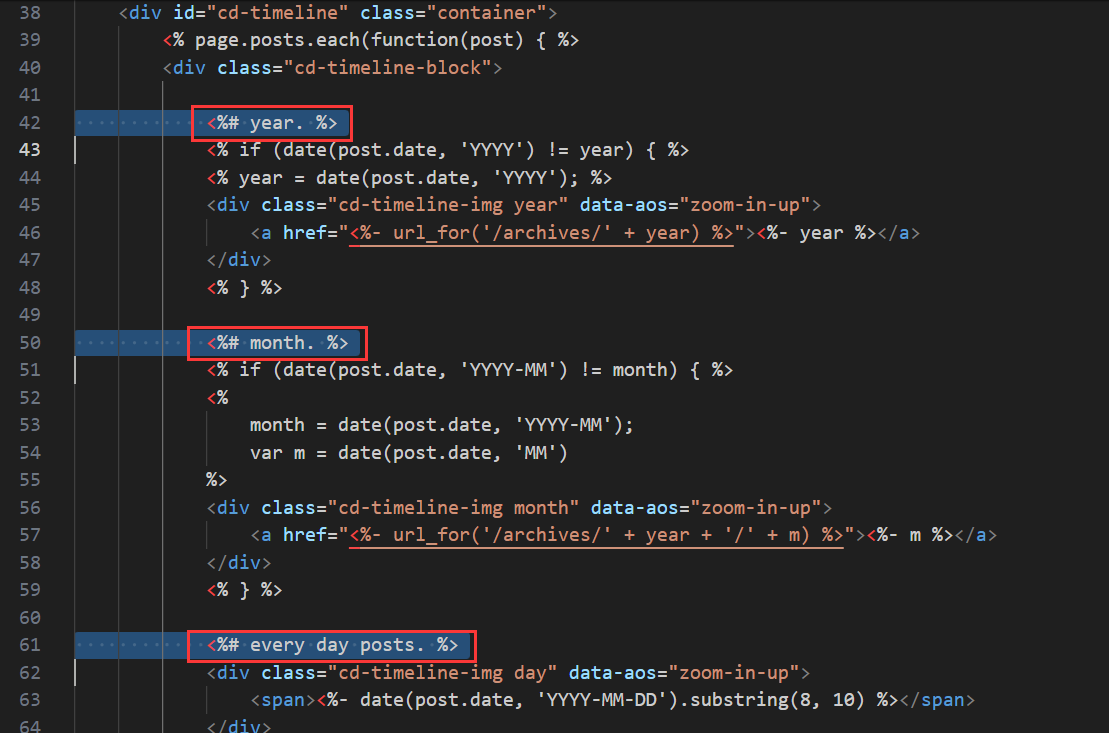 38 <div id="cd-timeline" class="container">
39 <% page.posts.each(function(post) { %>
40 <div class="cd-timeline-block">
41
42 <%# year. %>
43 <% if (date(post.date, 'YYYY') != year) { %>
44 <% year = date(post.date, 'YYYY'); %>
45 <div class="cd-timeline-img year" data-aos="zoom-in-up">
46 <a href="<%- url_for('/archives/' + year) %>"><%- year %></a>
47 </div>
48 <% } %>
49
50 <%# month. %>
51 <% if (date(post.date, 'YYYY-MM') != month) { %>
52 <%
53 month = date(post.date, 'YYYY-MM');
54 var m = date(post.date, 'MM')
55 %>
56 <div class="cd-timeline-img month" data-aos="zoom-in-up">
57 <a href="<%- url_for('/archives/' + year + '/' + m) %>"><%- m %></a>
58 </div>
59 <% } %>
60
61 <%# every day posts. %>
62 <div class="cd-timeline-img day" data-aos="zoom-in-up">
63 <span><%- date(post.date, 'YYYY-MM-DD').substring(8, 10) %></span>
64 </div>